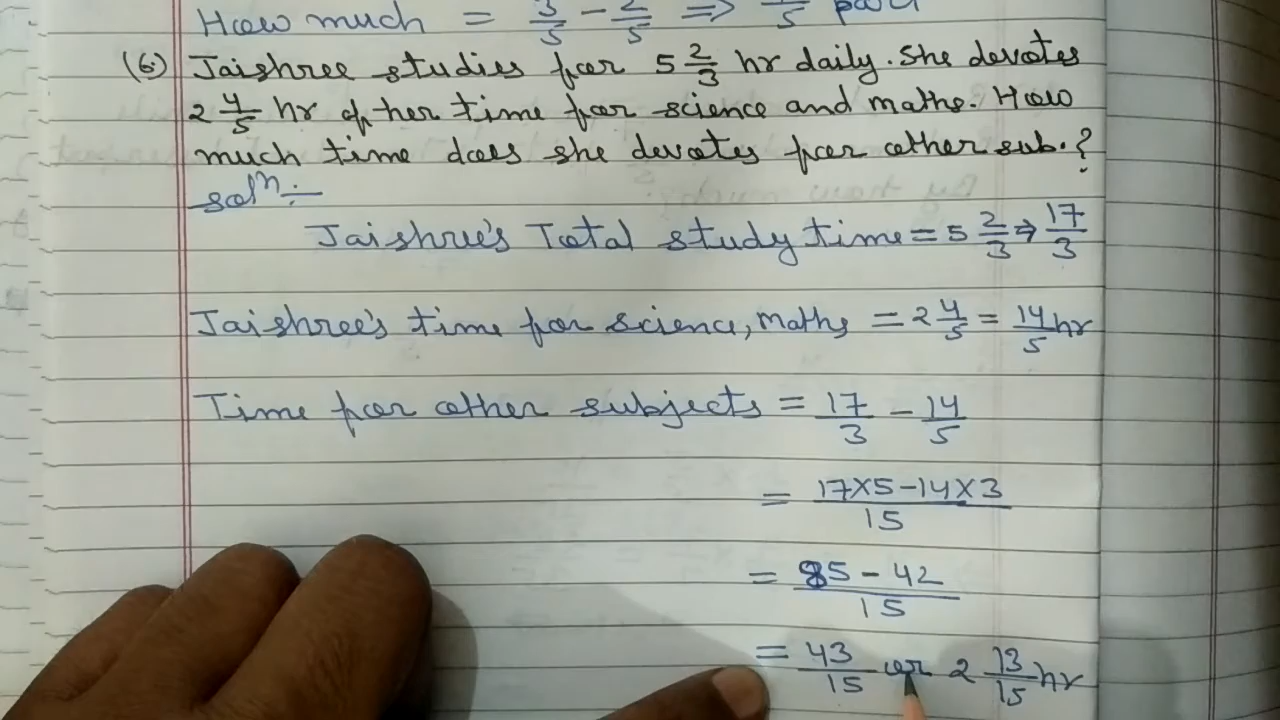 How much = 3/5 - 2/5 ⇒
(6) Jaishree studies for 5 2/3 hr daily. She devotes
2 4/5 hr of her time for science and maths. How
much time does she devotes for other sub.?
solⁿ:-
Jaishree's Total study time = 5 2/3 ⇒ 17/3
Jaishree's time for science, maths = 2 4/5 = 14/5 hr
Time for other subjects = 17/3 - 14/5
= 17×5-14×3/15
= 85-42/15
= 43/15 or 2 13/15 hr